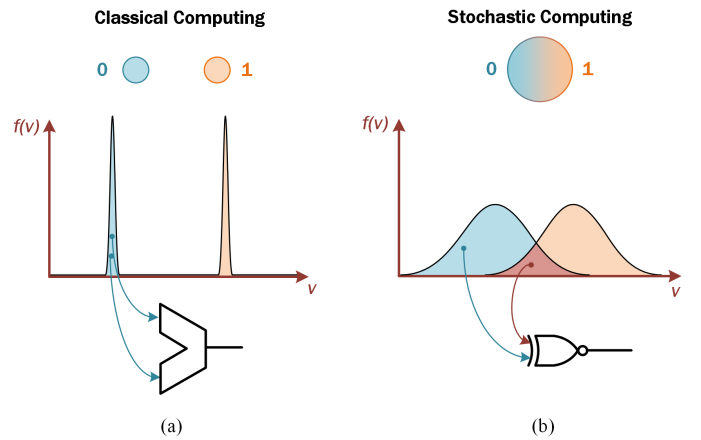 Classical Computing
0
1
f(v)
v
(a)
Stochastic Computing
0
1
f(v)
v
(b)